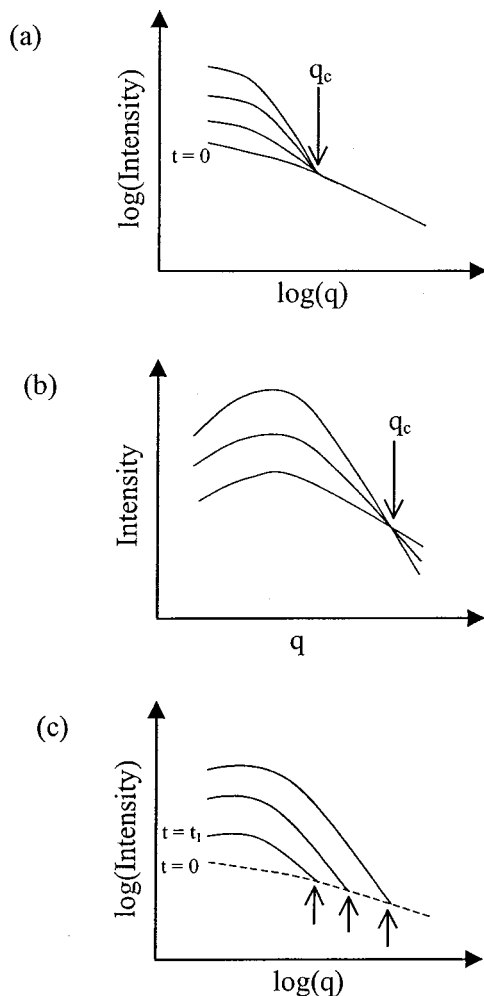 (a)
log(Intensity)
q_c
t = 0
log(q)
(b)
Intensity
q_c
q
(c)
log(Intensity)
t = t_1
t = 0
log(q)